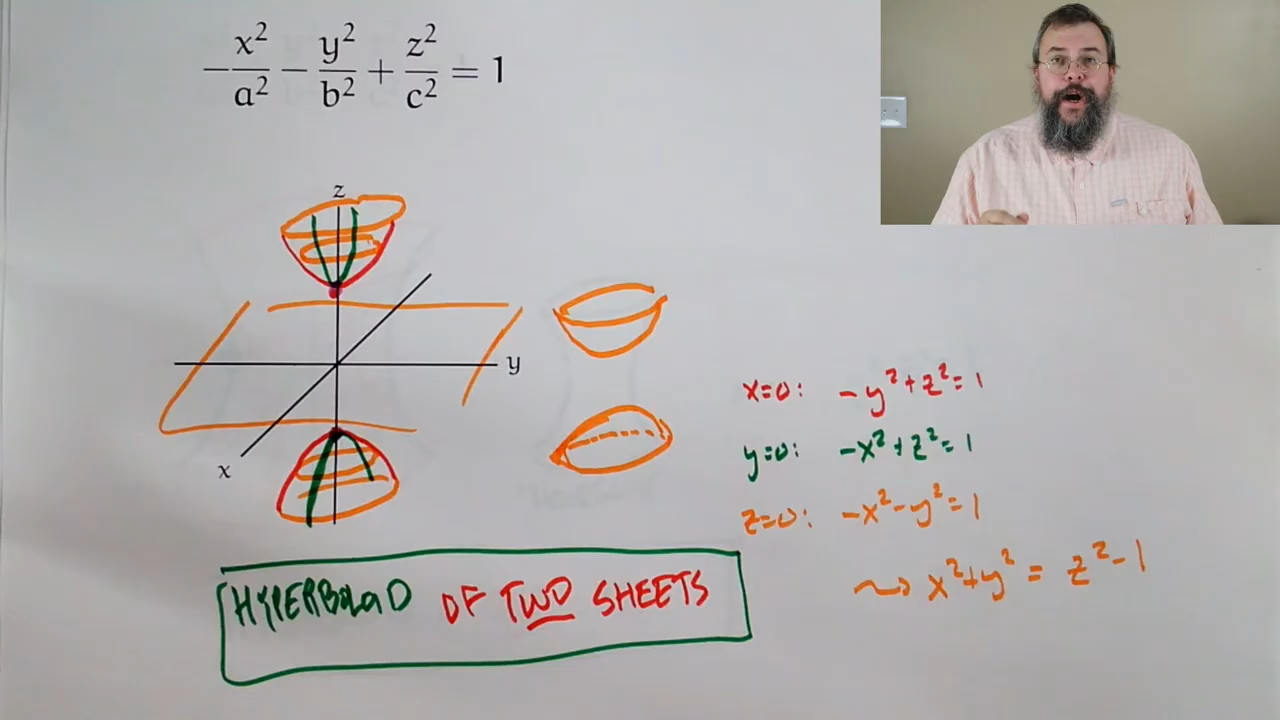 -x²/a² - y²/b² + z²/c² = 1
z
y
x
x=0: -y²+z²=1
y=0: -x²+z²=1
z=0: -x²-y²=1
⇝ x²+y² = z²-1
HYPERBOLOID OF TWO SHEETS